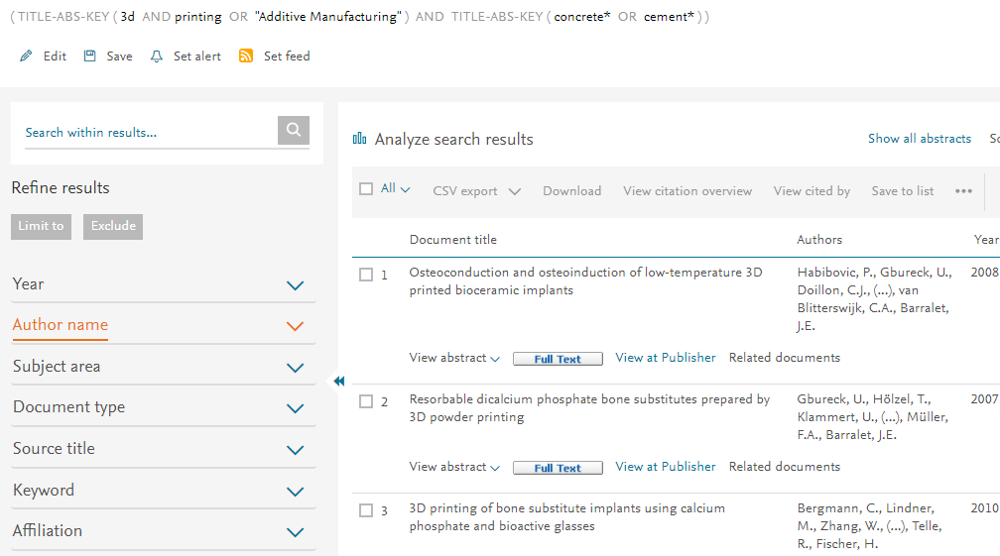 ( TITLE-ABS-KEY ( 3d AND printing OR "Additive Manufacturing" ) AND TITLE-ABS-KEY ( concrete* OR cement* ) )
Edit Save Set alert Set feed
Search within results...
Refine results
Limit to Exclude
Year
Author name
Subject area
Document type
Source title
Keyword
Affiliation
Analyze search results Show all abstracts
All CSV export Download View citation overview View cited by Save to list •••
Document title Authors Year
1 Osteoconduction and osteoinduction of low-temperature 3D Habibovic, P., Gbureck, U., 2008
printed bioceramic implants Doillon, C.J., (...), van
Blitterswijk, C.A., Barralet,
J.E.
View abstract Full Text View at Publisher Related documents
2 Resorbable dicalcium phosphate bone substitutes prepared by Gbureck, U., Hölzel, T., 2007
3D powder printing Klammert, U., (...), Müller,
F.A., Barralet, J.E.
View abstract Full Text View at Publisher Related documents
3 3D printing of bone substitute implants using calcium Bergmann, C., Lindner, 2010
phosphate and bioactive glasses M., Zhang, W., (...), Telle,
R., Fischer, H.